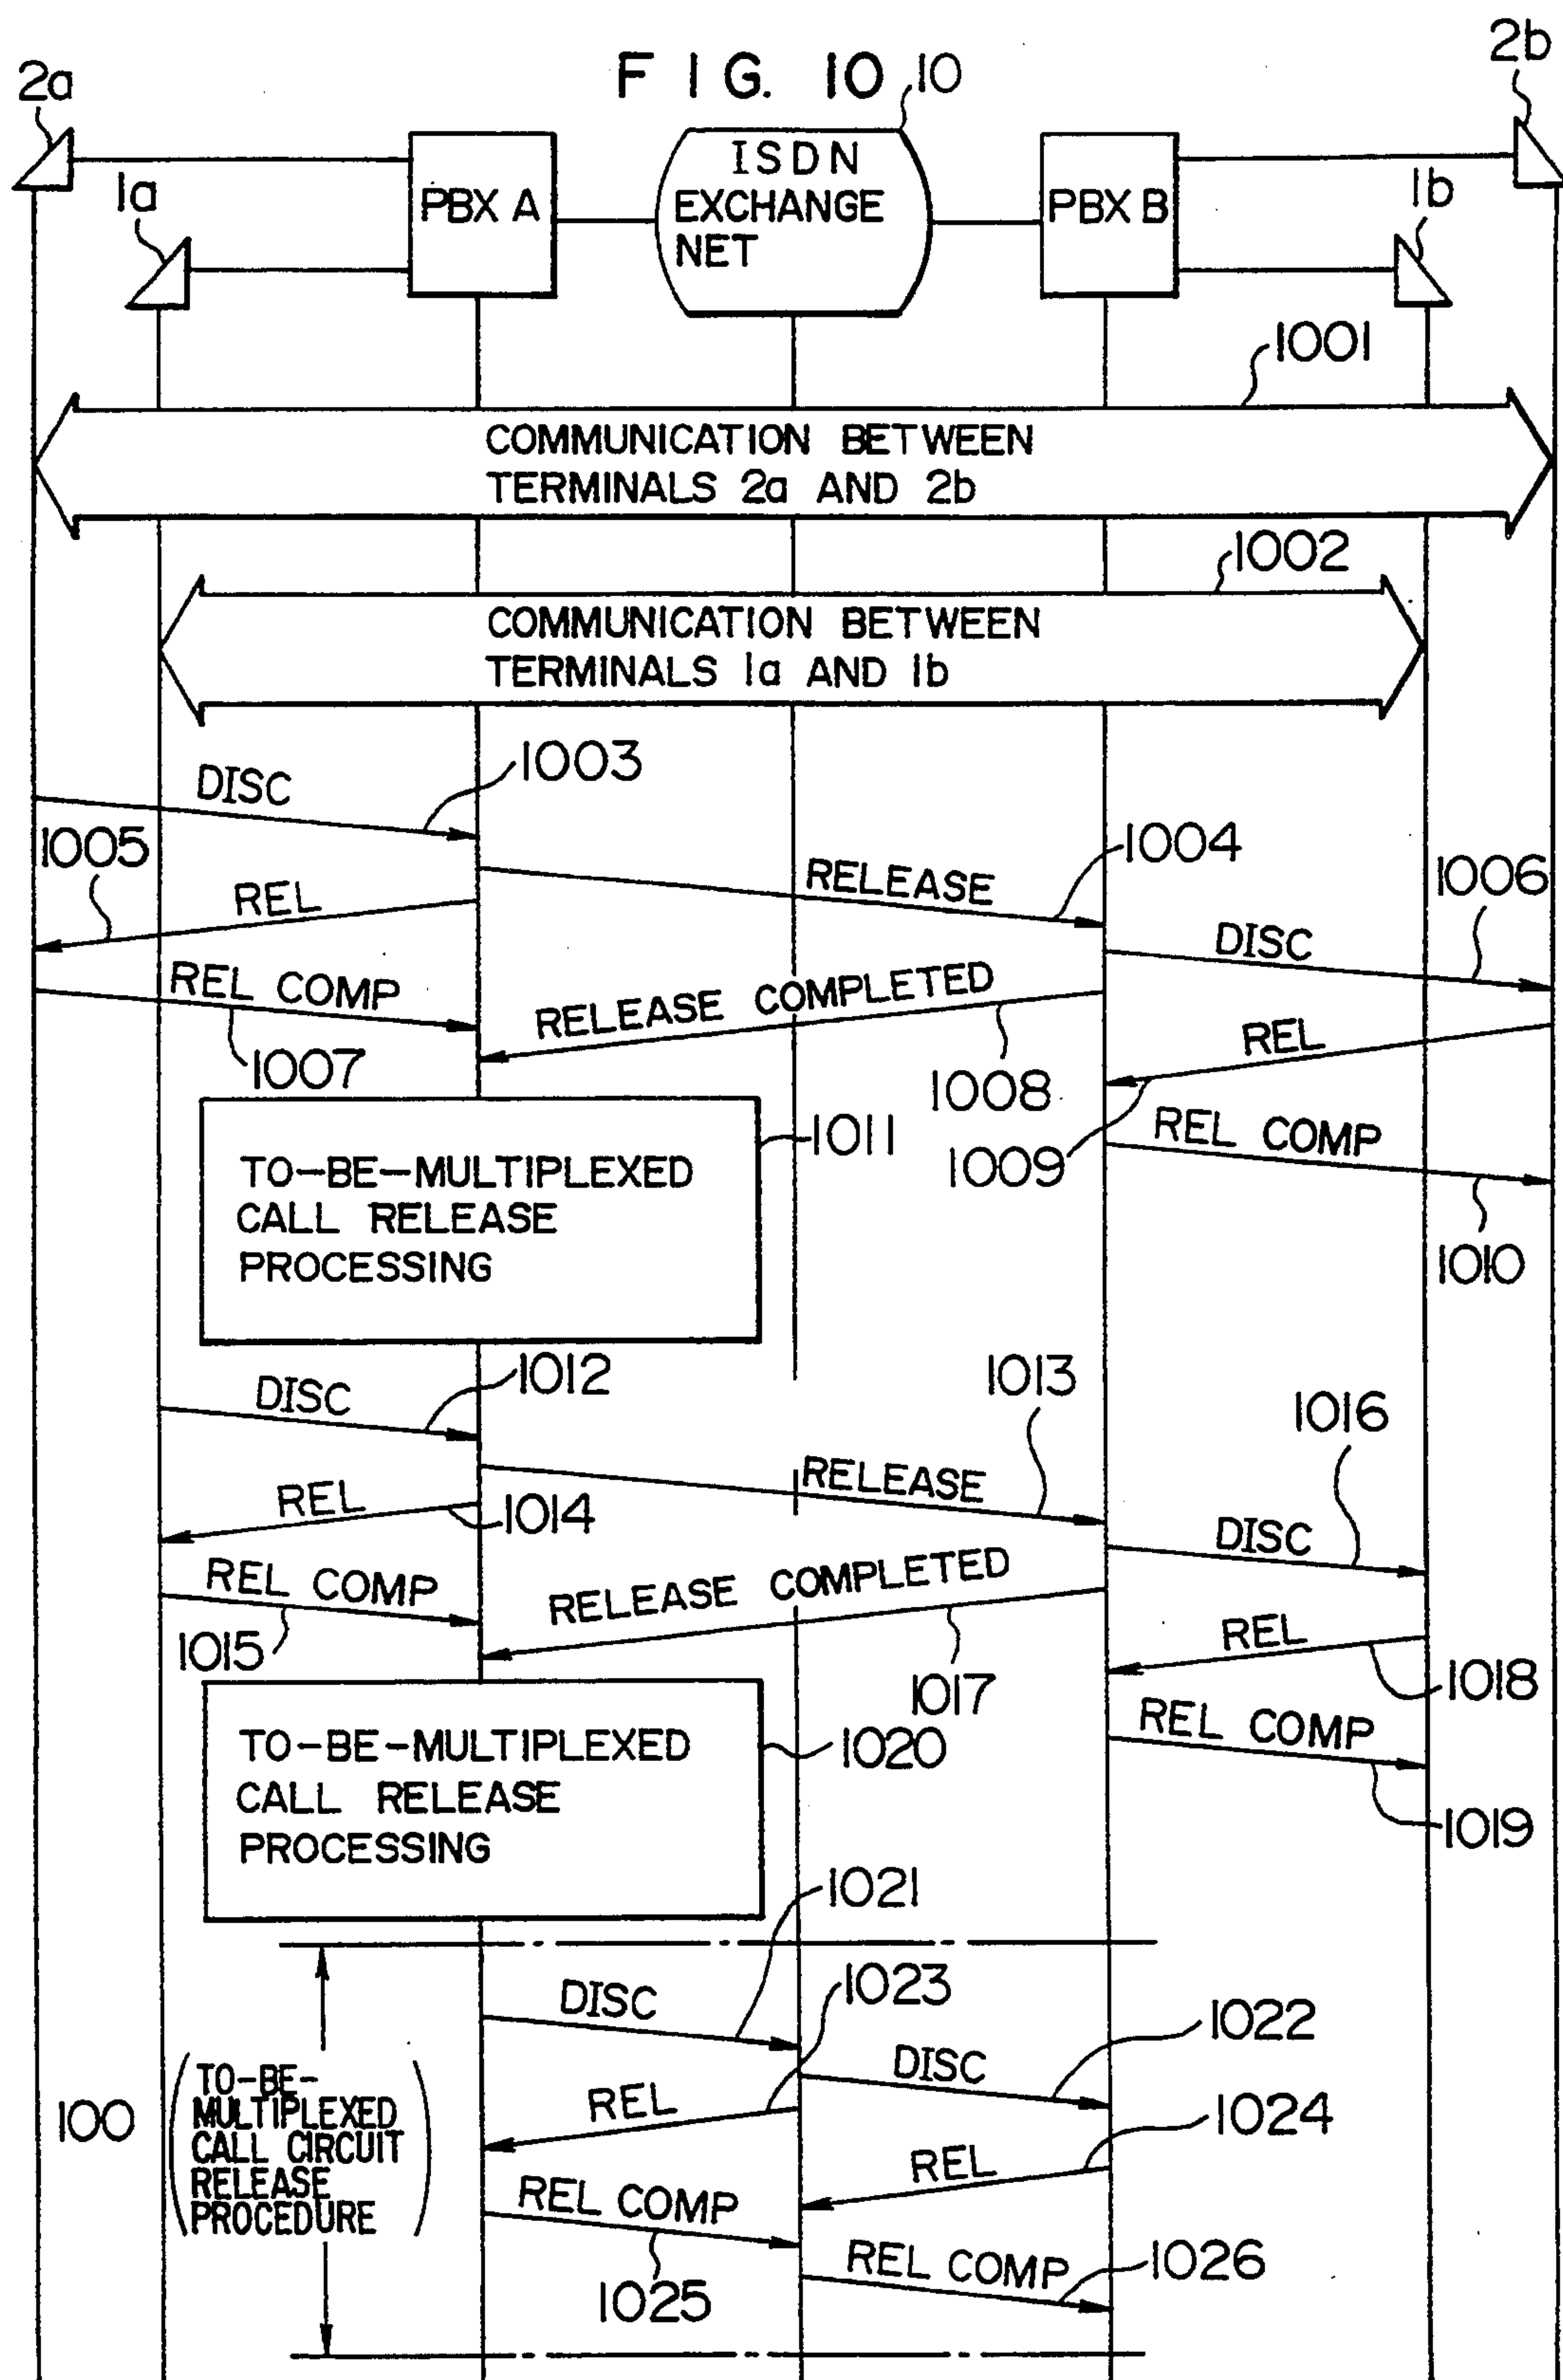 FIG. 10
10
2a
2b
1a
1b
PBX A
ISDN
EXCHANGE
NET
PBX B
1001
COMMUNICATION BETWEEN
TERMINALS 2a AND 2b
1002
COMMUNICATION BETWEEN
TERMINALS 1a AND 1b
DISC
1003
1005
REL
RELEASE
1004
1006
DISC
REL COMP
1007
RELEASE COMPLETED
1008
REL
1009
REL COMP
1010
TO-BE-MULTIPLEXED
CALL RELEASE
PROCESSING
1011
DISC
1012
1013
RELEASE
REL
1014
1016
DISC
REL COMP
1015
RELEASE COMPLETED
1017
REL
1018
REL COMP
1019
TO-BE-MULTIPLEXED
CALL RELEASE
PROCESSING
1020
1021
DISC
1023
1022
DISC
REL
1024
REL
100
(TO-BE-
MULTIPLEXED
CALL CIRCUIT
RELEASE
PROCEDURE)
REL COMP
1025
REL COMP
1026